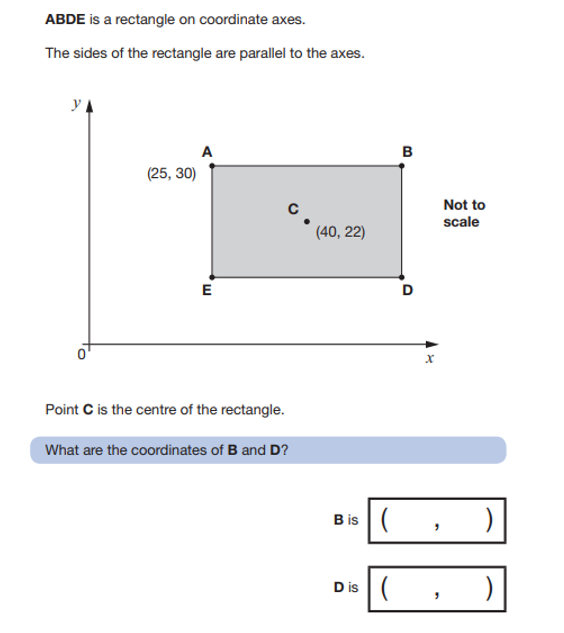 ABDE is a rectangle on coordinate axes.
The sides of the rectangle are parallel to the axes.
y
A
B
(25, 30)
C
Not to
scale
(40, 22)
E
D
0
x
Point C is the centre of the rectangle.
What are the coordinates of B and D?
B is ( , )
D is ( , )